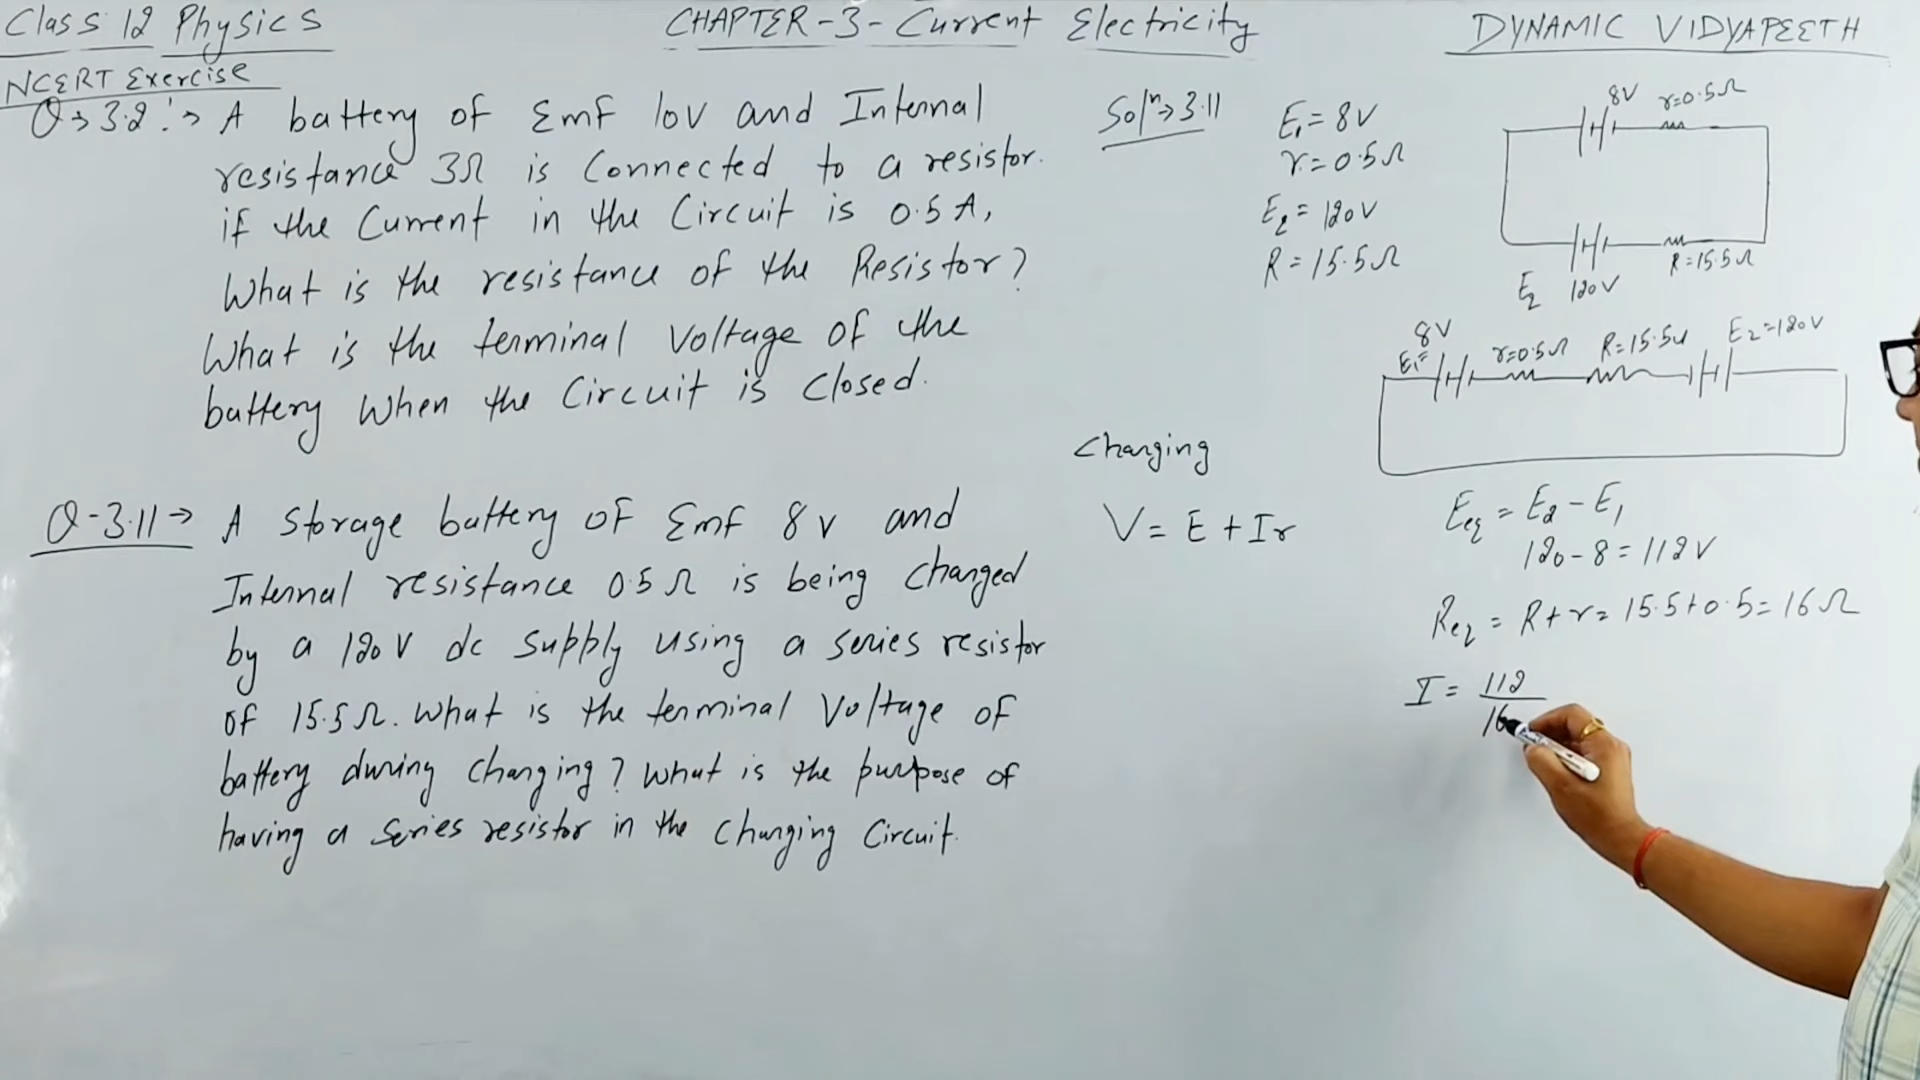 Class 12 Physics
CHAPTER-3-Current Electricity
DYNAMIC VIDYAPEETH
NCERT Exercise
Q→3.2:→ A battery of Emf 10V and Internal
resistance 3Ω is Connected to a resistor.
if the Current in the Circuit is 0.5A,
What is the resistance of the Resistor?
What is the terminal Voltage of the
battery When the Circuit is Closed.
Q-3.11→ A Storage battery of Emf 8V and
Internal resistance 0.5Ω is being Charged
by a 120V dc Supply using a series resistor
of 15.5Ω. What is the terminal Voltage of
battery during Charging? What is the purpose of
having a Series resistor in the Charging Circuit.
Solⁿ→3.11
E₁=8V
r=0.5Ω
E₂=120V
R=15.5Ω
8V r=0.5Ω
R=15.5Ω
E₂ 120V
8V
E₁= r=0.5Ω R=15.5Ω E₂=120V
Charging
V=E+Ir
Eeq=E₂-E₁
120-8=112V
Req=R+r=15.5+0.5=16Ω
I=112
16